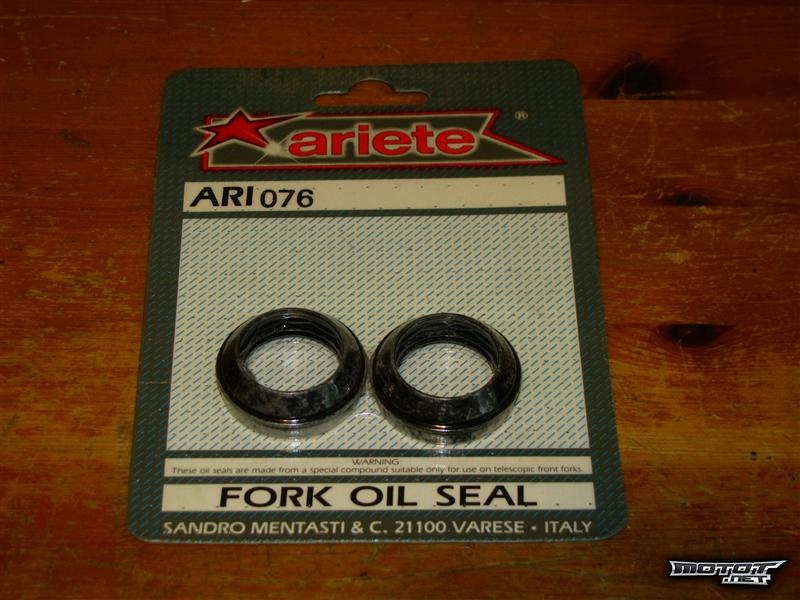 ariete ®
ARI 076
WARNING:
These oil seals are made from a special compound suitable only for use on telescopic front forks.
FORK OIL SEAL
SANDRO MENTASTI & C. 21100 VARESE • ITALY
MOTOT
.NET